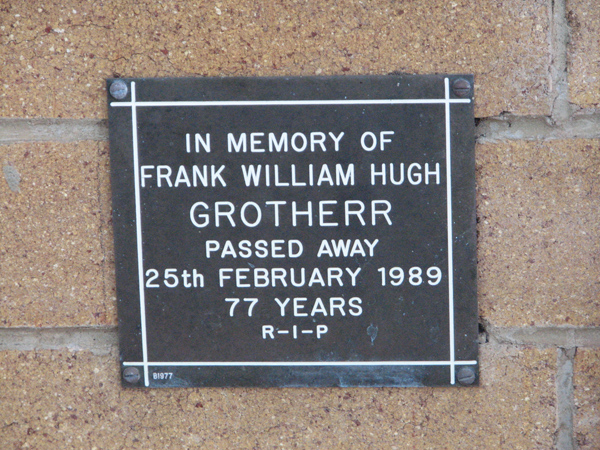 IN MEMORY OF
FRANK WILLIAM HUGH
GROTHERR
PASSED AWAY
25th FEBRUARY 1989
77 YEARS
R-I-P
81977